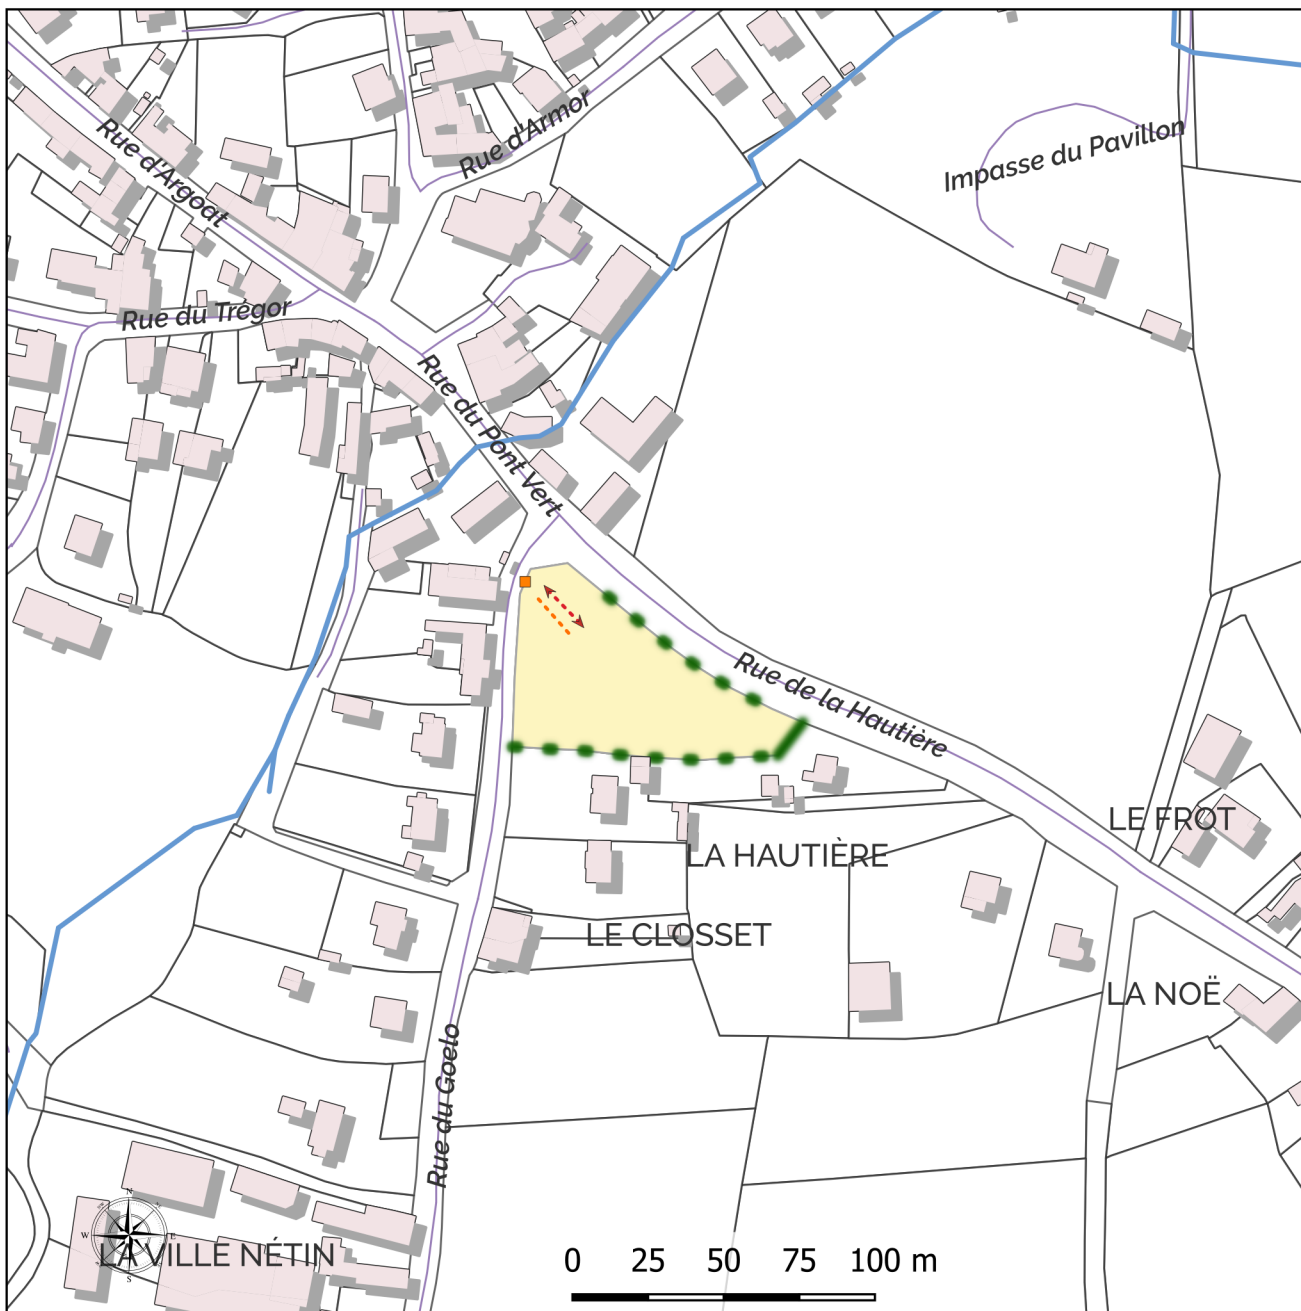 Rue d'Argoat
Rue d'Armor
Impasse du Pavillon
Rue du Trégor
Rue du Pont Vert
Rue de la Hautière
LE FROT
LA HAUTIÈRE
LE CLOSSET
LA NOË
Rue du Goelo
N
W
E
S
LA VILLE NÉTIN
0 25 50 75 100 m